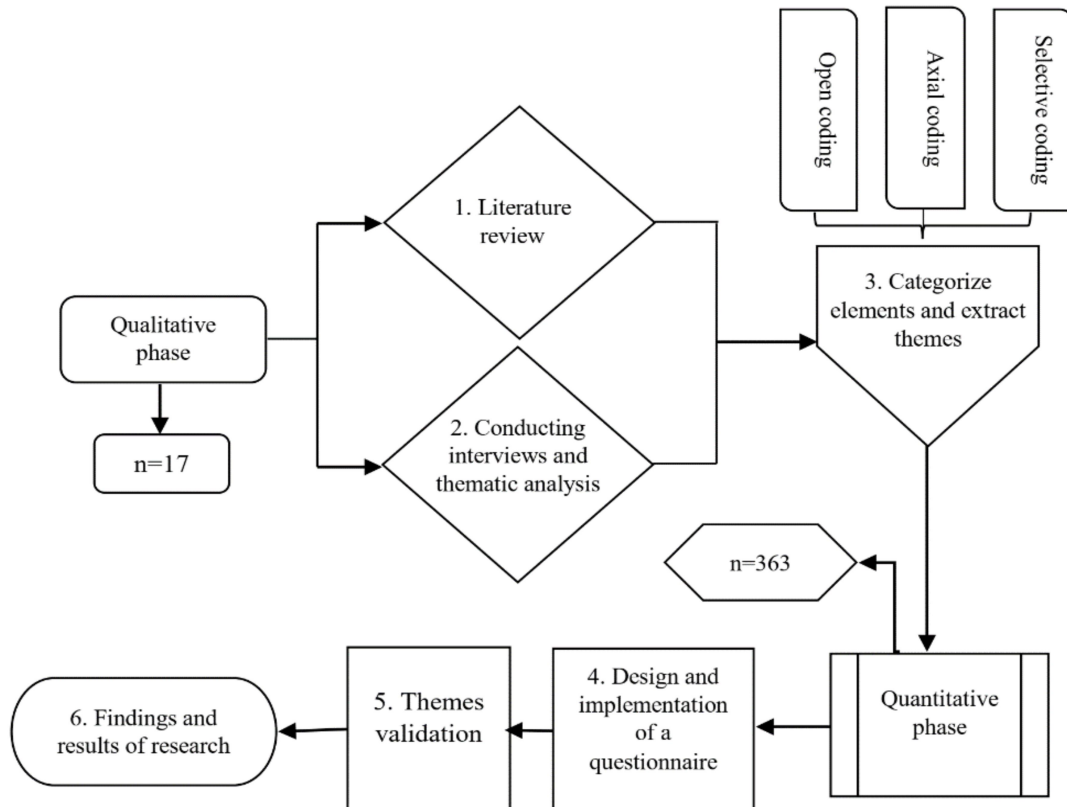 Open coding
Axial coding
Selective coding
1. Literature
review
3. Categorize
elements and extract
themes
Qualitative
phase
n=17
2. Conducting
interviews and
thematic analysis
n=363
Quantitative
phase
4. Design and
implementation
of a
questionnaire
5. Themes
validation
6. Findings and
results of research